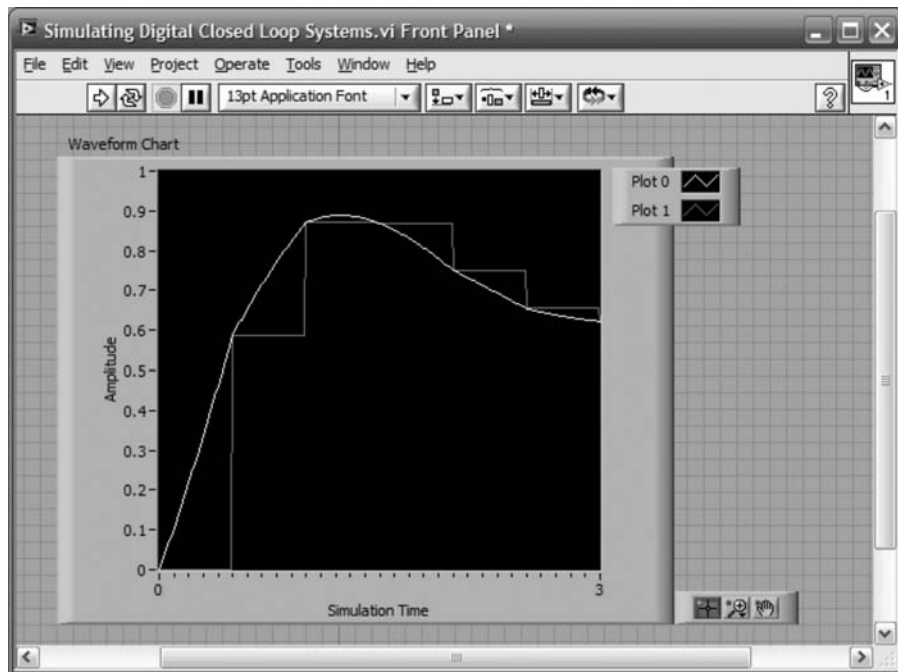 Simulating Digital Closed Loop Systems.vi Front Panel *
File Edit View Project Operate Tools Window Help
13pt Application Font
?
1
Waveform Chart
Plot 0
Plot 1
1
0.9
0.8
0.7
0.6
0.5
0.4
0.3
0.2
0.1
0
Amplitude
0 3
Simulation Time